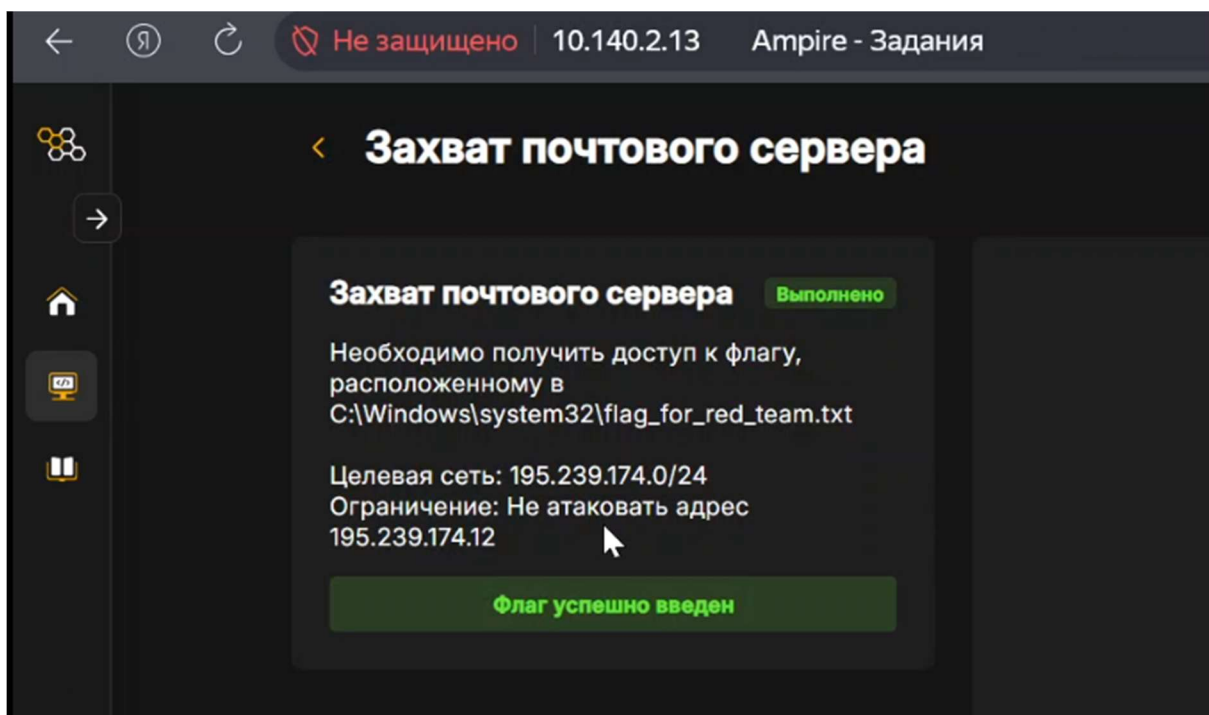 Я Не защищено 10.140.2.13 Ampire - Задания
Захват почтового сервера
Захват почтового сервера Выполнено
Необходимо получить доступ к флагу,
расположенному в
C:\Windows\system32\flag_for_red_team.txt
Целевая сеть: 195.239.174.0/24
Ограничение: Не атаковать адрес
195.239.174.12
Флаг успешно введен